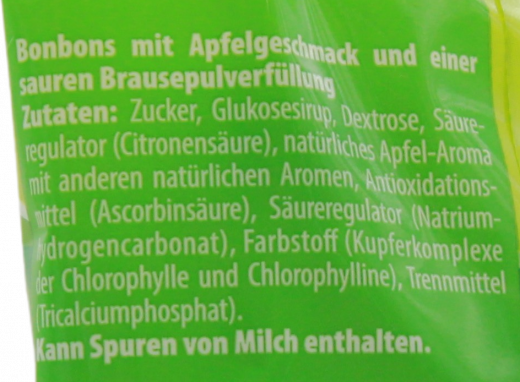 Bonbons mit Apfelgeschmack und einer
sauren Brausepulverfüllung
Zutaten: Zucker, Glukosesirup, Dextrose, Säure-
regulator (Citronensäure), natürliches Apfel-Aroma
mit anderen natürlichen Aromen, Antioxidations-
mittel (Ascorbinsäure), Säureregulator (Natrium-
hydrogencarbonat), Farbstoff (Kupferkomplexe
der Chlorophylle und Chlorophylline), Trennmittel
(Tricalciumphosphat).
Kann Spuren von Milch enthalten.